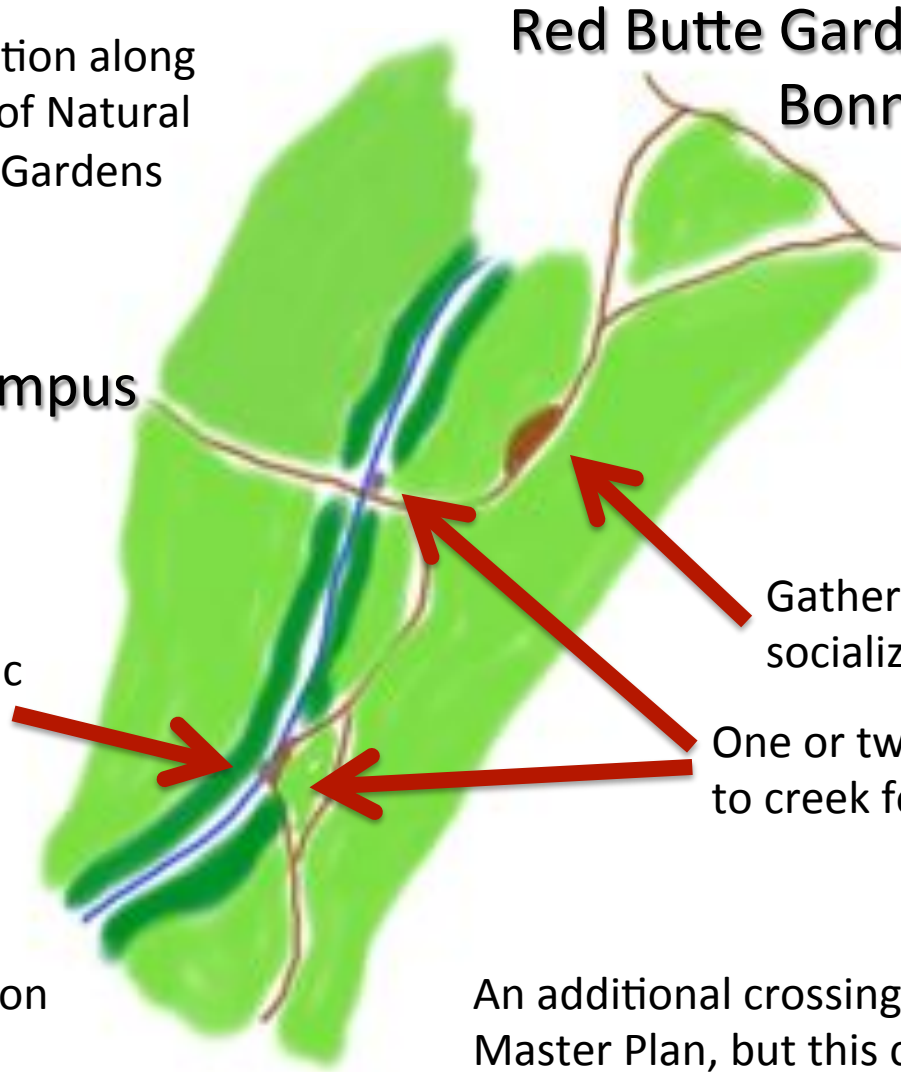 Red Butte Gard
Bonn
tion along
of Natural
Gardens
mpus
Gather
socializ
c
One or tw
to creek fo
on
An additional crossing
Master Plan, but this c